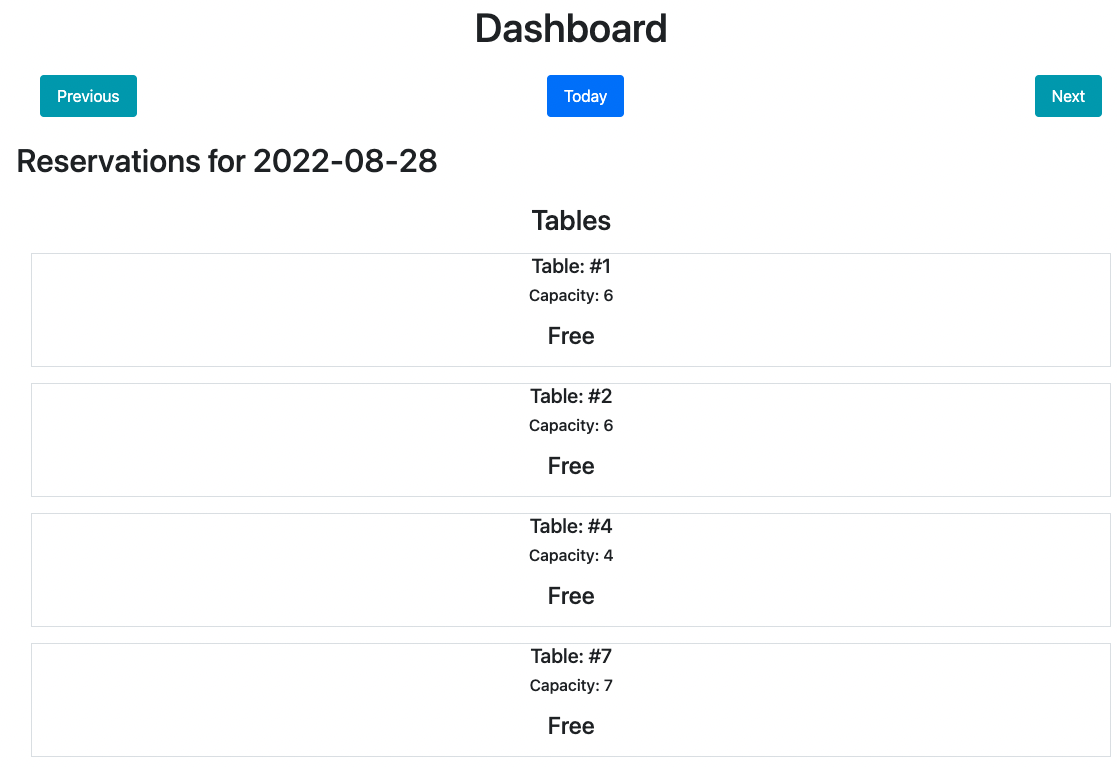 Dashboard
Previous Today Next
Reservations for 2022-08-28
Tables
Table: #1
Capacity: 6
Free
Table: #2
Capacity: 6
Free
Table: #4
Capacity: 4
Free
Table: #7
Capacity: 7
Free